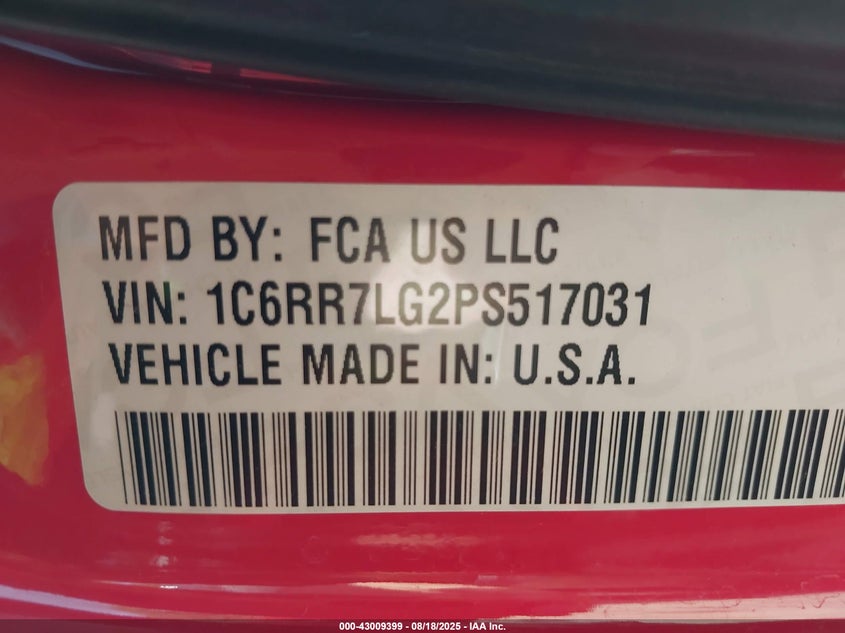 MFD BY: FCA US LLC
VIN: 1C6RR7LG2PS517031
VEHICLE MADE IN: U.S.A.
000-43009399 - 08/18/2025 - IAA Inc.